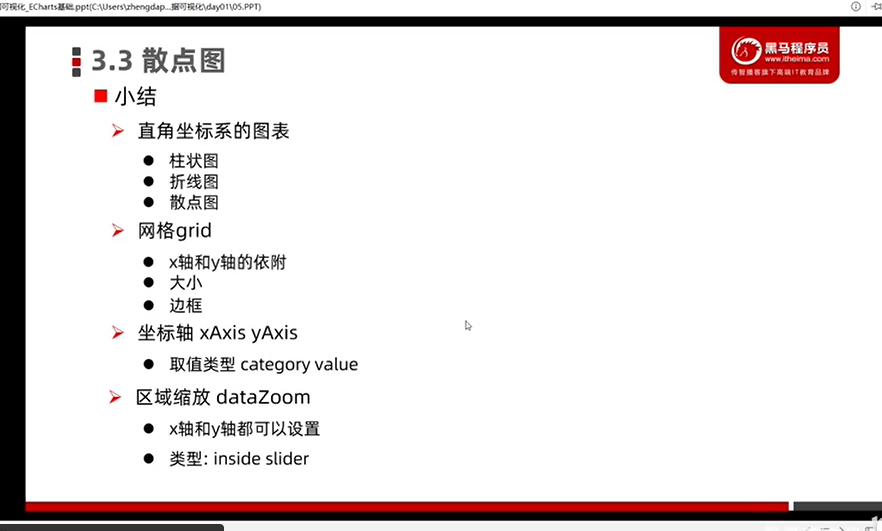 可视化_ECharts基础.ppt(C:\Users\zhengdap...据可视化\day01\05.PPT)
3.3 散点图
黑马程序员
www.itheima.com
传智播客旗下高端IT教育品牌
小结
直角坐标系的图表
柱状图
折线图
散点图
网格grid
x轴和y轴的依附
大小
边框
坐标轴 xAxis yAxis
取值类型 category value
区域缩放 dataZoom
x轴和y轴都可以设置
类型: inside slider